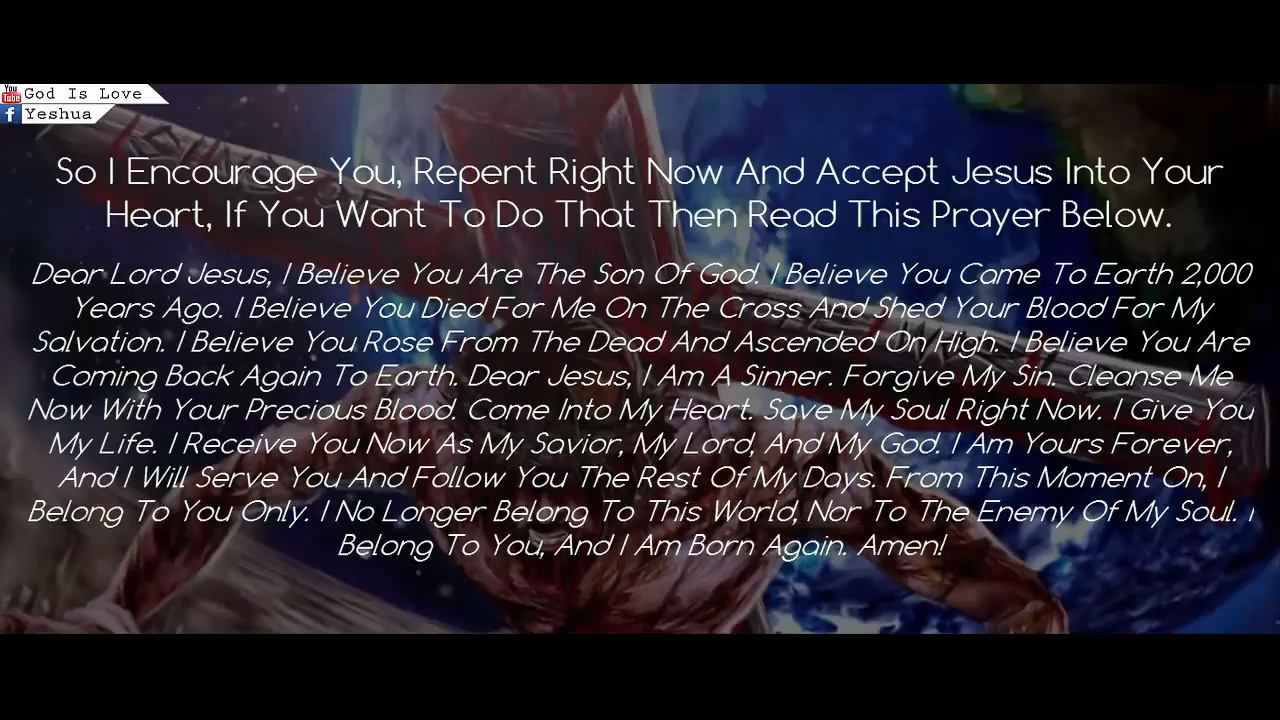 You Tube God Is Love
f Yeshua
So I Encourage You, Repent Right Now And Accept Jesus Into Your
Heart, If You Want To Do That Then Read This Prayer Below.
Dear Lord Jesus, I Believe You Are The Son Of God. I Believe You Came To Earth 2,000
Years Ago. I Believe You Died For Me On The Cross And Shed Your Blood For My
Salvation. I Believe You Rose From The Dead And Ascended On High. I Believe You Are
Coming Back Again To Earth. Dear Jesus, I Am A Sinner. Forgive My Sin. Cleanse Me
Now With Your Precious Blood. Come Into My Heart. Save My Soul Right Now. I Give You
My Life. I Receive You Now As My Savior, My Lord, And My God. I Am Yours Forever,
And I Will Serve You And Follow You The Rest Of My Days. From This Moment On, I
Belong To You Only. I No Longer Belong To This World, Nor To The Enemy Of My Soul. I
Belong To You, And I Am Born Again. Amen!